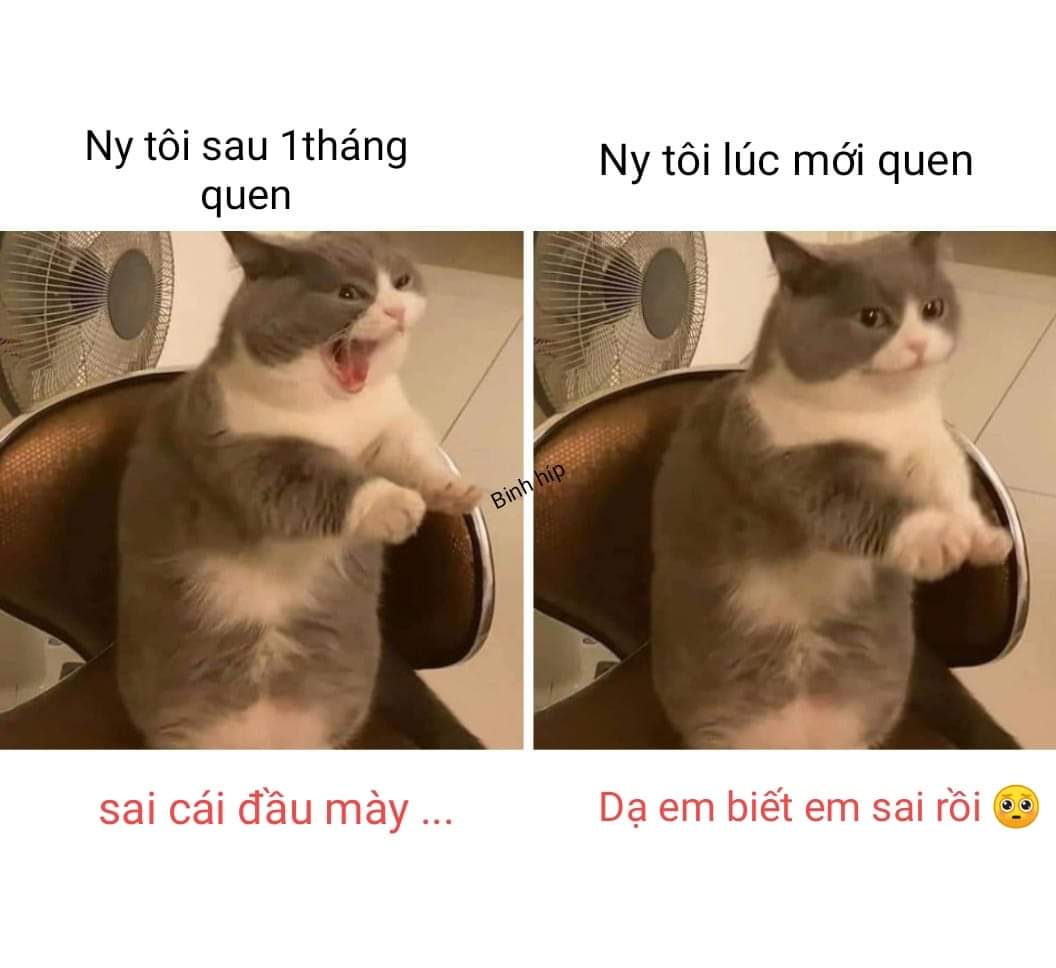 Ny tôi sau 1tháng
quen
Ny tôi lúc mới quen
Binh híp
sai cái đầu mày ...
Dạ em biết em sai rồi 🥺